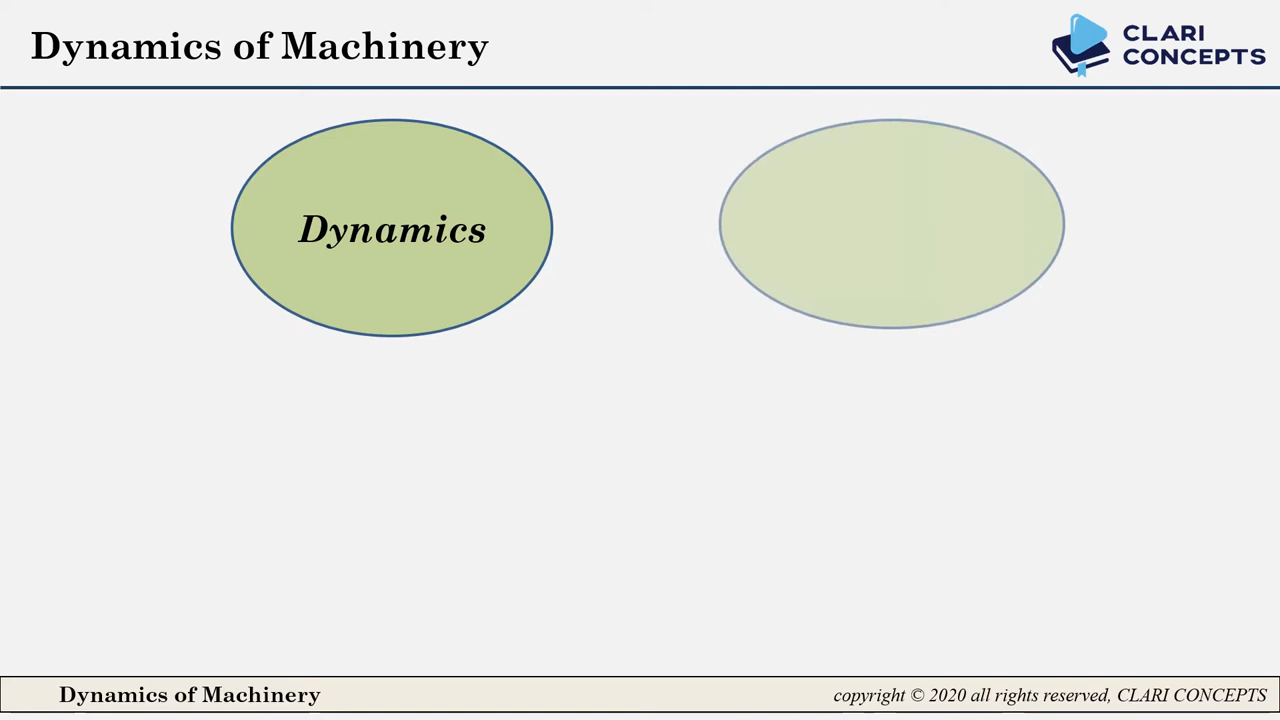 Dynamics of Machinery
CLARI
CONCEPTS
Dynamics
Dynamics of Machinery
copyright © 2020 all rights reserved, CLARI CONCEPTS